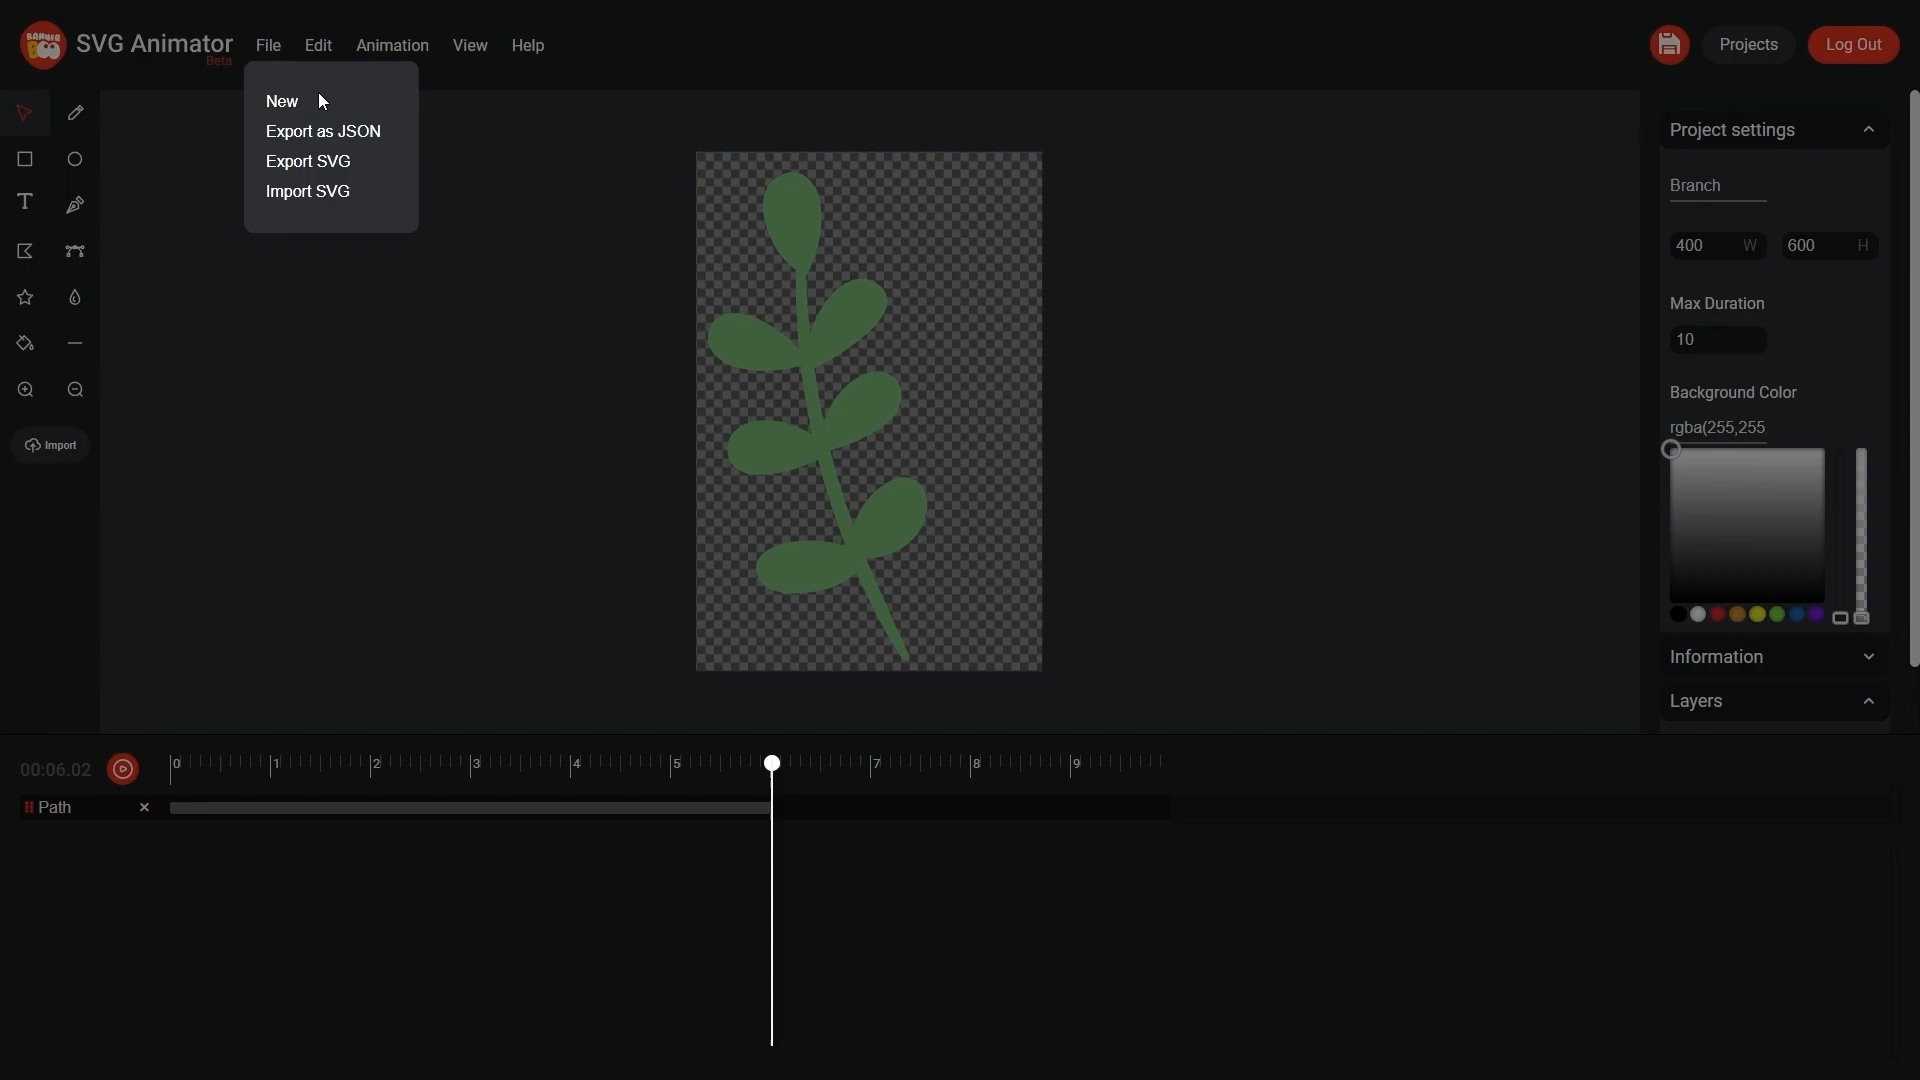 BANNER
BOO
SVG Animator
Beta
File Edit Animation View Help
Projects
Log Out
New
Export as JSON
Export SVG
Import SVG
Import
Project settings
Branch
400 W 600 H
Max Duration
10
Background Color
rgba(255,255
Information
Layers
00:06.02
0 1 2 3 4 5 7 8 9
Path